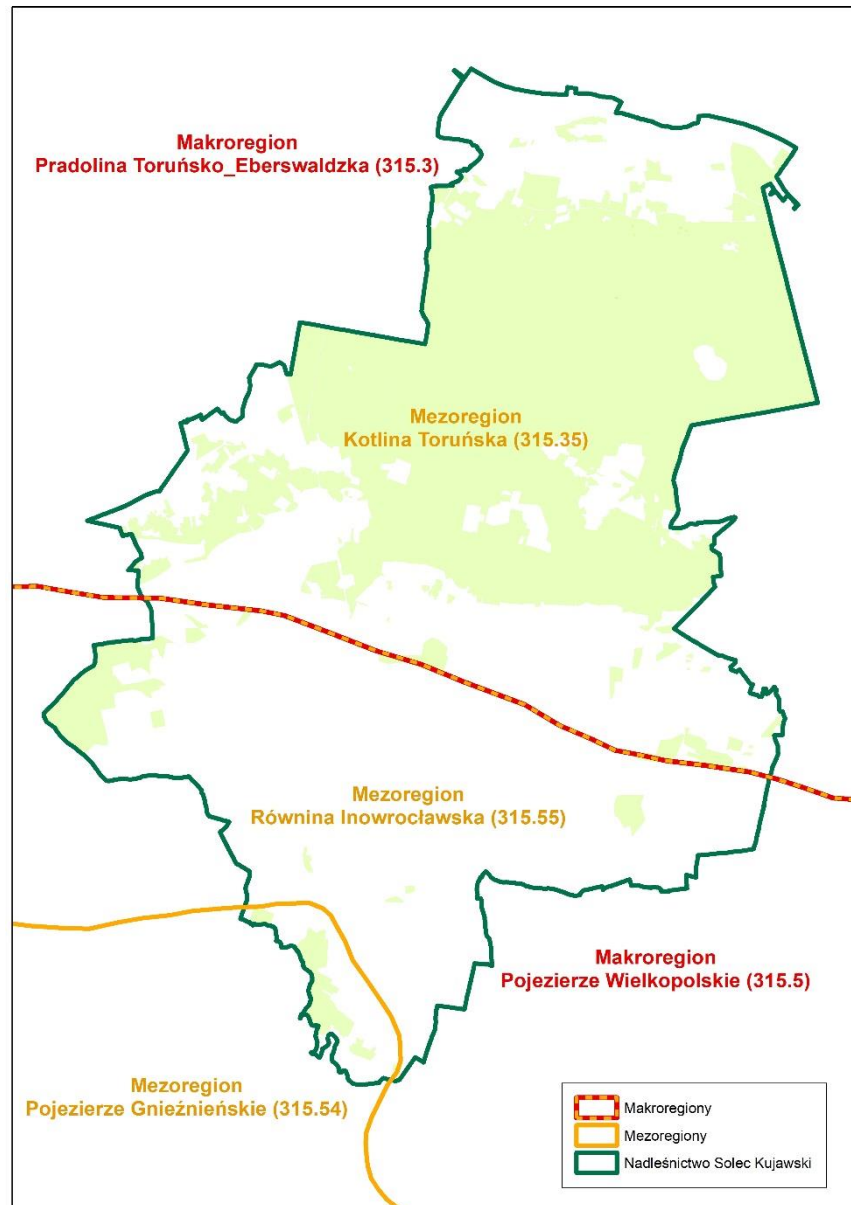 Makroregion
Pradolina Toruńsko_Eberswaldzka (315.3)
Mezoregion
Kotlina Toruńska (315.35)
Mezoregion
Równina Inowrocławska (315.55)
Makroregion
Pojezierze Wielkopolskie (315.5)
Mezoregion
Pojezierze Gnieźnieńskie (315.54)
Makroregiony
Mezoregiony
Nadleśnictwo Solec Kujawski